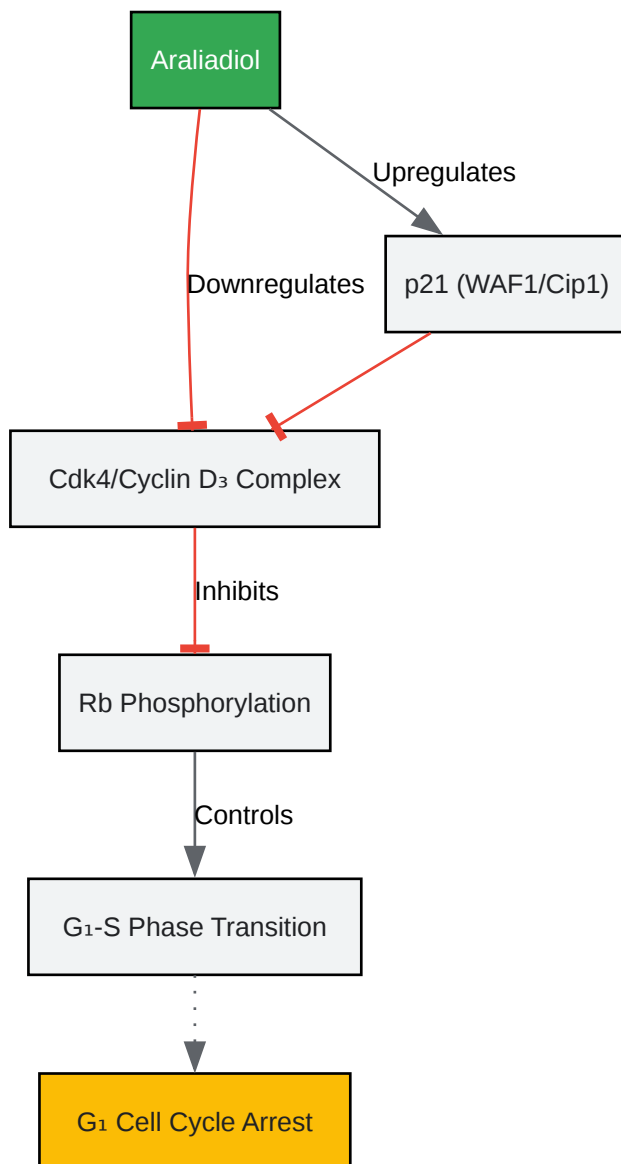 Araliadiol
Upregulates
p21 (WAF1/Cip1)
Downregulates
Cdk4/Cyclin D₃ Complex
Inhibits
Rb Phosphorylation
Controls
G₁-S Phase Transition
G₁ Cell Cycle Arrest